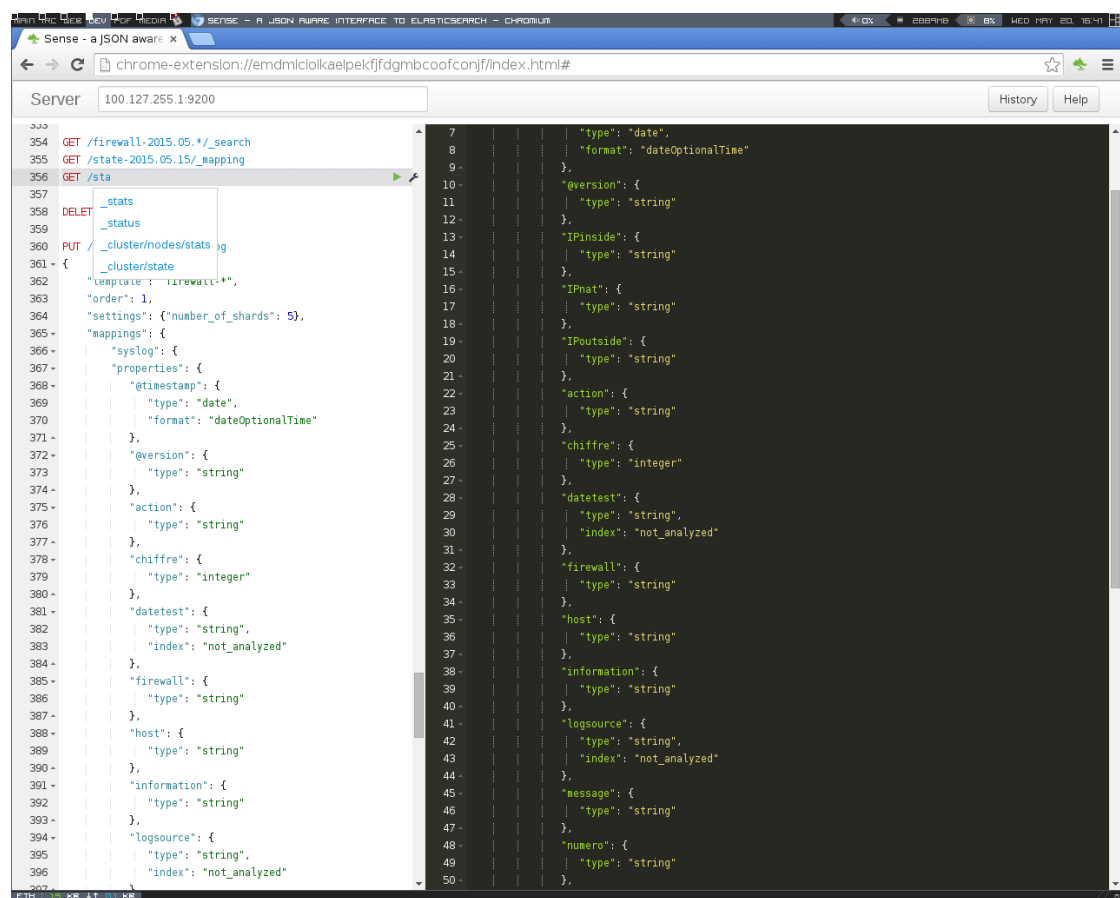 MAIN RAC WEB DEV PDF MEDIA SENSE - A JSON AWARE INTERFACE TO ELASTICSEARCH - CHROMIUM 0% 2889MB 8% WED MAY 20, 16:41
Sense - a JSON aware ×
chrome-extension://emdmicioikaelpekfjfdgmbcoofconjf/index.html#
Server 100.127.255.1:9200 History Help
353
354 GET /firewall-2015.05.*/_search
355 GET /state-2015.05.15/_mapping
356 GET /sta
357
_stats
358 DELET
_status
359
360 PUT /
_cluster/nodes/stats
og
361 {
_cluster/state
362 "template": "firewall-*",
363 "order": 1,
364 "settings": {"number_of_shards": 5},
365 "mappings": {
366 "syslog": {
367 "properties": {
368 "@timestamp": {
369 "type": "date",
370 "format": "dateOptionalTime"
371 },
372 "@version": {
373 "type": "string"
374 },
375 "action": {
376 "type": "string"
377 },
378 "chiffre": {
379 "type": "integer"
380 },
381 "datetest": {
382 "type": "string",
383 "index": "not_analyzed"
384 },
385 "firewall": {
386 "type": "string"
387 },
388 "host": {
389 "type": "string"
390 },
391 "information": {
392 "type": "string"
393 },
394 "logsource": {
395 "type": "string",
396 "index": "not_analyzed"
397 }
7 "type": "date",
8 "format": "dateOptionalTime"
9 },
10 "@version": {
11 "type": "string"
12 },
13 "IPinside": {
14 "type": "string"
15 },
16 "IPnat": {
17 "type": "string"
18 },
19 "IPoutside": {
20 "type": "string"
21 },
22 "action": {
23 "type": "string"
24 },
25 "chiffre": {
26 "type": "integer"
27 },
28 "datetest": {
29 "type": "string",
30 "index": "not_analyzed"
31 },
32 "firewall": {
33 "type": "string"
34 },
35 "host": {
36 "type": "string"
37 },
38 "information": {
39 "type": "string"
40 },
41 "logsource": {
42 "type": "string",
43 "index": "not_analyzed"
44 },
45 "message": {
46 "type": "string"
47 },
48 "numero": {
49 "type": "string"
50 },